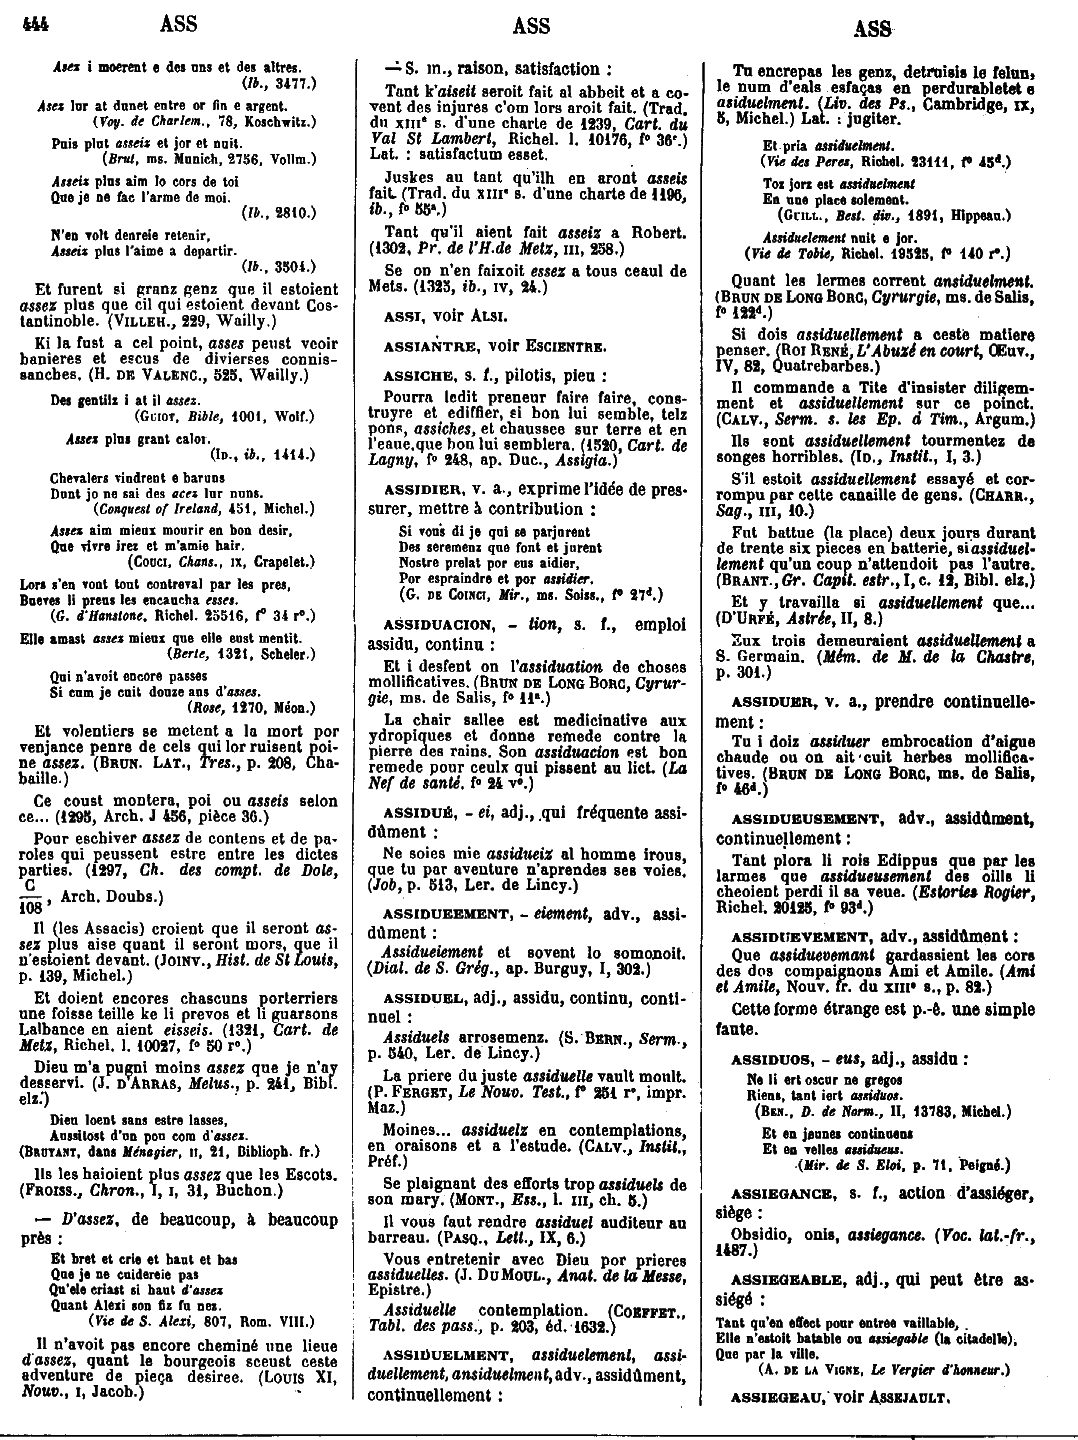 444 ASS ASS ASS
Asez i moerent e des uns et des altres.
(Ib., 3477.)
Asez lur at dunet entre or fin e argent.
(Voy. de Charlem., 78, Koschwitz.)
Puis plut asseiz et jor et nuit.
(Brut, ms. Munich, 2756, Vollm.)
Asseiz plus aim lo cors de toi
Que je ne fac l'arme de moi.
(Ib., 2810.)
N'en volt denreie retenir,
Asseiz plus l'aime a departir.
(Ib., 3504.)
Et furent si granz genz que il estoient
assez plus que cil qui estoient devant Cos-
tantinoble. (VILLEH., 229, Wailly.)
Ki la fust a cel point, asses peust veoir
banieres et escus de divierses connis-
sanches. (H. DE VALENC., 525, Wailly.)
Des gentilz i at il assez.
(GUIOT, Bible, 1001, Wolf.)
Assez plus grant calor.
(ID., ib., 1414.)
Chevalers vindrent e baruns
Dunt jo ne sai des acez lur nuns.
(Conquest of Ireland, 451, Michel.)
Assez aim mieux mourir en bon desir,
Que vivre irez et m'amie hair.
(COUCI, Chans., IX, Crapelet.)
Lors s'en vont tout contreval par les pres,
Bueves li preus les encaucha esses.
(G. d'Hanstone, Richel. 25516, f° 34 r°.)
Elle amast assez mieux que elle eust mentit.
(Berte, 1321, Scheler.)
Qui n'avoit encore passes
Si cum je cuit douze ans d'asses.
(Rose, 1270, Méon.)
Et volentiers se metent a la mort por
venjance penre de cels qui lor ruisent poi-
ne assez. (BRUN. LAT., Tres., p. 208, Cha-
baille.)
Ce coust montera, poi ou asseis selon
ce... (1295, Arch. J 456, pièce 36.)
Pour eschiver assez de contens et de pa-
roles qui peussent estre entre les dictes
parties. (1297, Ch. des compt. de Dole,
C
108, Arch. Doubs.)
Il (les Assacis) croient que il seront as-
sez plus aise quant il seront mors, que il
n'estoient devant. (JOINV., Hist. de St Louis,
p. 139, Michel.)
Et doient encores chascuns porterriers
une foisse teille ke li prevos et li guarsons
Lalbance en aient eisseis. (1321, Cart. de
Metz, Richel. l. 10027, f° 50 r°.)
Dieu m'a pugni moins assez que je n'ay
desservi. (J. D'ARRAS, Melus., p. 241, Bibl.
elz.)
Dieu loent sans estre lasses,
Aussitost d'un pou com d'assez.
(BRUYANT, dans Ménagier, II, 21, Biblioph. fr.)
Ils les haioient plus assez que les Escots.
(FROISS., Chron., I, I, 31, Buchon.)
— D'assez, de beaucoup, à beaucoup
près :
Et bret et crie et haut et bas
Que je ne cuidereie pas
Qu'ele criast si haut d'assez
Quant Alexi son fiz fu nez.
(Vie de S. Alexi, 807, Rom. VIII.)
Il n'avoit pas encore cheminé une lieue
d'assez, quant le bourgeois sceust ceste
adventure de pieça desiree. (LOUIS XI,
Nouv., I, Jacob.)
— S. m., raison, satisfaction :
Tant k'aiseit seroit fait al abbeit et a co-
vent des injures c'om lors aroit fait. (Trad.
du XIIIe s. d'une charte de 1239, Cart. du
Val St Lambert, Richel. l. 10176, f° 36c.)
Lat. : satisfactum esset.
Juskes au tant qu'ilh en aront asseis
fait. (Trad. du XIIIe s. d'une charte de 1196,
ib., f° 55a.)
Tant qu'il aient fait asseiz a Robert.
(1302, Pr. de l'H. de Metz, III, 258.)
Se on n'en faixoit essez a tous ceaul de
Mets. (1325, ib., IV, 24.)
ASSI, voir ALSI.
ASSIANTRE, voir ESCIENTRE.
ASSICHE, s. f., pilotis, pieu :
Pourra ledit preneur faire faire, cons-
truyre et ediffier, si bon lui semble, telz
pons, assiches, et chaussee sur terre et en
l'eaue, que bon lui semblera. (1520, Cart. de
Lagny, f° 248, ap. Duc., Assigia.)
ASSIDIER, v. a., exprime l'idée de pres-
surer, mettre à contribution :
Si vous di je qui se parjurent
Des seremenz que font et jurent
Nostre prelat por eus aidier,
Por espraindre et por assidier.
(G. DE COINCI, Mir., ms. Soiss., f° 27d.)
ASSIDUACION, - tion, s. f., emploi
assidu, continu :
Et i desfent on l'assiduation de choses
mollificatives. (BRUN DE LONG BORC, Cyrur-
gie, ms. de Salis, f° 11a.)
La chair sallee est medicinative aux
ydropiques et donne remede contre la
pierre des rains. Son assiduacion est bon
remede pour ceulx qui pissent au lict. (La
Nef de santé. f° 24 v°.)
ASSIDUÉ, - ei, adj., qui fréquente assi-
dûment :
Ne soies mie assidueiz al homme irous,
que tu par aventure n'aprendes ses voies.
(Job, p. 513, Ler. de Lincy.)
ASSIDUEEMENT, - eiement, adv., assi-
dûment :
Assidueiement et sovent lo somonoit.
(Dial. de S. Grég., ap. Burguy, I, 302.)
ASSIDUEL, adj., assidu, continu, conti-
nuel :
Assiduels arrosemenz. (S. BERN., Serm.,
p. 540, Ler. de Lincy.)
La priere du juste assiduelle vault moult.
(P. FERGET, Le Nouv. Test., f° 251 r°, impr.
Maz.)
Moines... assiduelz en contemplations,
en oraisons et a l'estude. (CALV., Instit.,
Préf.)
Se plaignant des efforts trop assiduels de
son mary. (MONT., Ess., l. III, ch. 5.)
Il vous faut rendre assiduel auditeur au
barreau. (PASQ., Lett., IX, 6.)
Vous entretenir avec Dieu por prieres
assiduelles. (J. DU MOUL., Anat. de la Messe,
Epistre.)
Assiduelle contemplation. (COEFFET.,
Tabl. des pass., p. 203, éd. 1632.)
ASSIDUELMENT, assiduelement, assi-
duellement, ansiduelment, adv., assidûment,
continuellement :
Tu encrepas les genz, detruisis le felun,
le num d'eals esfaças en perdurabletet e
asiduelment. (Liv. des Ps., Cambridge, IX,
5, Michel.) Lat. : jugiter.
Et pria assiduelment.
(Vie des Peres, Richel. 23111, f° 45d.)
Toz jorz est assiduelment
En une place solement.
(GUILL., Best. div., 1891, Hippeau.)
Assiduelement nuit e jor.
(Vie de Tobie, Richel. 19525, f° 140 r°.)
Quant les lermes corrent ansiduelment.
(BRUN DE LONG BORC, Cyrurgie, ms. de Salis,
f° 122d.)
Si dois assiduellement a ceste matiere
penser. (ROI RENÉ, L'Abuzé en court, Œuv.,
IV, 82, Quatrebarbes.)
Il commande a Tite d'insister diligem-
ment et assiduellement sur ce poinct.
(CALV., Serm. s. les Ep. à Tim., Argum.)
Ils sont assiduellement tourmentez de
songes horribles. (ID., Instit., I, 3.)
S'il estoit assiduellement essayé et cor-
rompu par cette canaille de gens. (CHARR.,
Sag., III, 10.)
Fut battue (la place) deux jours durant
de trente six pieces en batterie, si assiduel-
lement qu'un coup n'attendoit pas l'autre.
(BRANT., Gr. Capit. estr., I, c. 12, Bibl. elz.)
Et y travailla si assiduellement que...
(D'URFÉ, Astrée, II, 8.)
Eux trois demeuraient assiduellement a
S. Germain. (Mém. de M. de la Chastre,
p. 301.)
ASSIDUER, v. a., prendre continuelle-
ment :
Tu i doiz assiduer embrocation d'aigue
chaude ou on ait cuit herbes mollifica-
tives. (BRUN DE LONG BORC, ms. de Salis,
f° 46d.)
ASSIDUEUSEMENT, adv., assidûment,
continuellement :
Tant plora li rois Edippus que par les
larmes que assidueusement des oills li
cheoient perdi il sa veue. (Estories Rogier,
Richel. 20125, f° 93d.)
ASSIDUEVEMENT, adv., assidûment :
Que assiduevemant gardassient les cors
des dos compaignons Ami et Amile. (Ami
et Amile, Nouv. fr. du XIIIe s., p. 82.)
Cette forme étrange est p.-ê. une simple
faute.
ASSIDUOS, - eus, adj., assidu :
Ne li ert oscur ne gregos
Riens, tant iert assiduos.
(BEN., D. de Norm., II, 13783, Michel.)
Et en jeunes continuens
Et en velles assidueus.
(Mir. de S. Eloi, p. 71, Peigné.)
ASSIEGANCE, s. f., action d'assiéger,
siège :
Obsidio, onis, assiegance. (Voc. lat.-fr.,
1487.)
ASSIEGEABLE, adj., qui peut être as-
siégé :
Tant qu'en effect pour entree vaillable,
Elle n'estoit batable ou assiegable (la citadelle),
Que par la ville.
(A. DE LA VIGNE, Le Vergier d'honneur.)
ASSIEGEAU, voir ASSEJAULT.